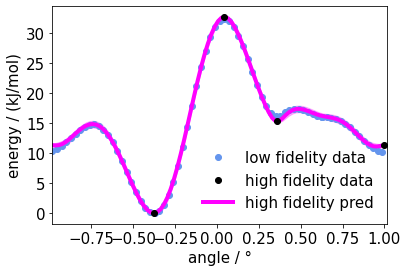 energy / (kJ/mol)
30
25
20
15
10
5
0
low fidelity data
high fidelity data
high fidelity pred
−0.75−0.50−0.25 0.00 0.25 0.50 0.75 1.00
angle / °